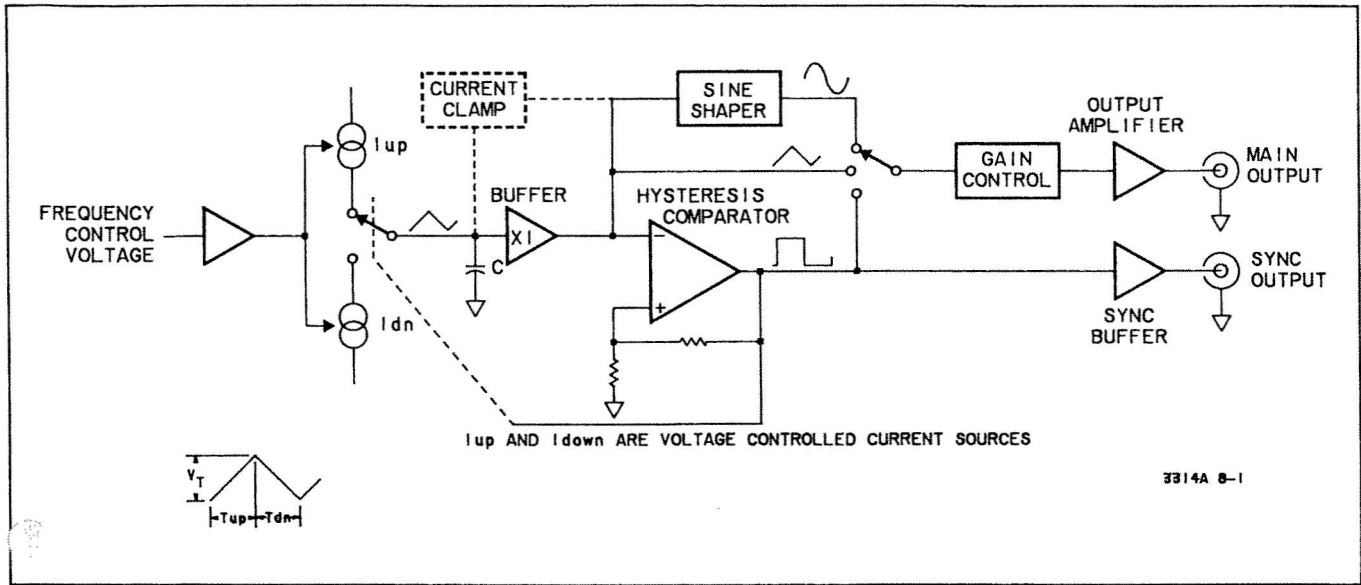 CURRENT
CLAMP
SINE
SHAPER
OUTPUT
AMPLIFIER
Iup
GAIN
CONTROL
MAIN
OUTPUT
FREQUENCY
CONTROL
VOLTAGE
BUFFER
X1
HYSTERESIS
COMPARATOR
C
−
+
SYNC
OUTPUT
SYNC
BUFFER
Idn
Iup AND Idown ARE VOLTAGE CONTROLLED CURRENT SOURCES
VT
Tup
Tdn
3314A 8-1